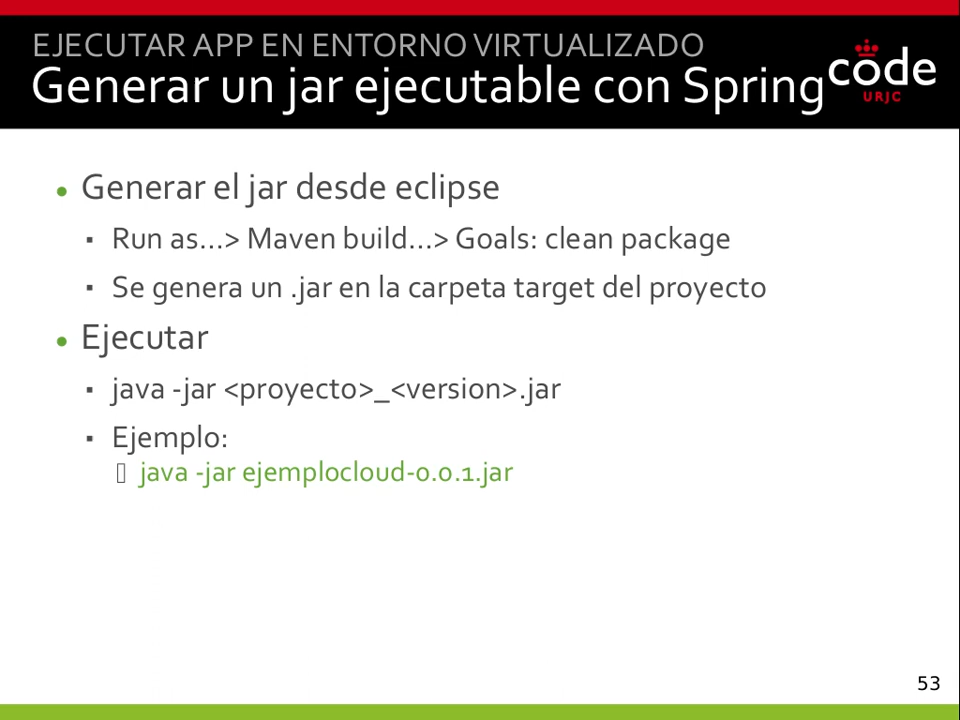 EJECUTAR APP EN ENTORNO VIRTUALIZADO
Generar un jar ejecutable con Spring
code
URJC
• Generar el jar desde eclipse
▪ Run as…> Maven build…> Goals: clean package
▪ Se genera un .jar en la carpeta target del proyecto
• Ejecutar
▪ java -jar <proyecto>_<version>.jar
▪ Ejemplo:
java -jar ejemplocloud-0.0.1.jar
53